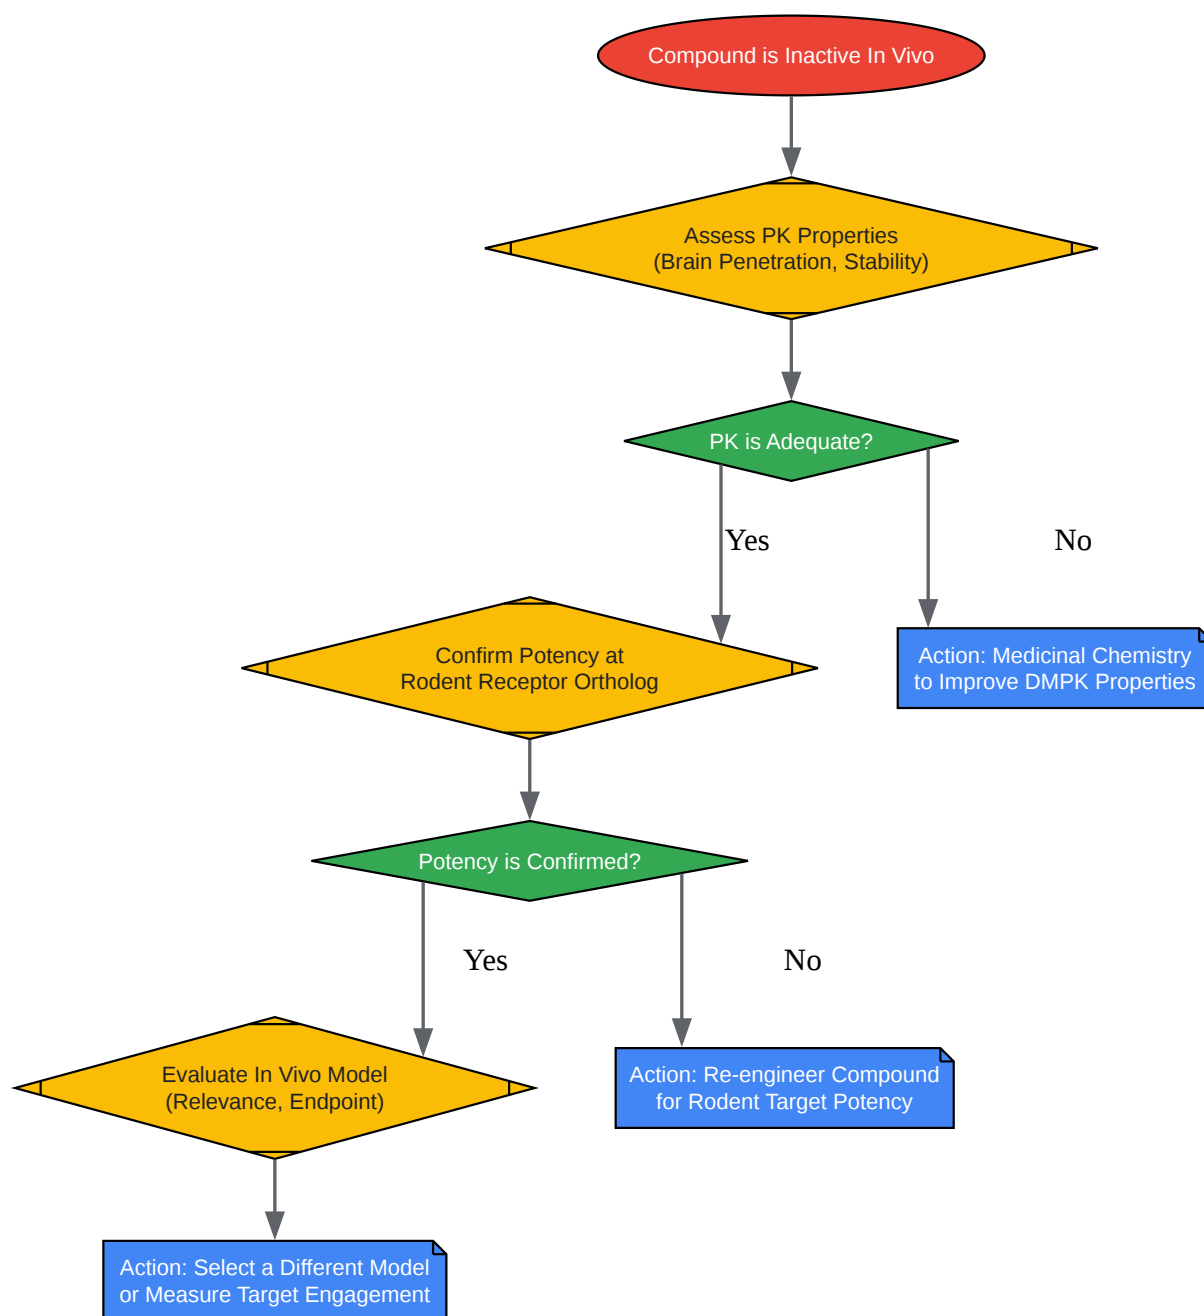 Compound is Inactive In Vivo
Assess PK Properties
(Brain Penetration, Stability)
PK is Adequate?
Yes
No
Confirm Potency at
Rodent Receptor Ortholog
Action: Medicinal Chemistry
to Improve DMPK Properties
Potency is Confirmed?
Yes
No
Evaluate In Vivo Model
(Relevance, Endpoint)
Action: Re-engineer Compound
for Rodent Target Potency
Action: Select a Different Model
or Measure Target Engagement